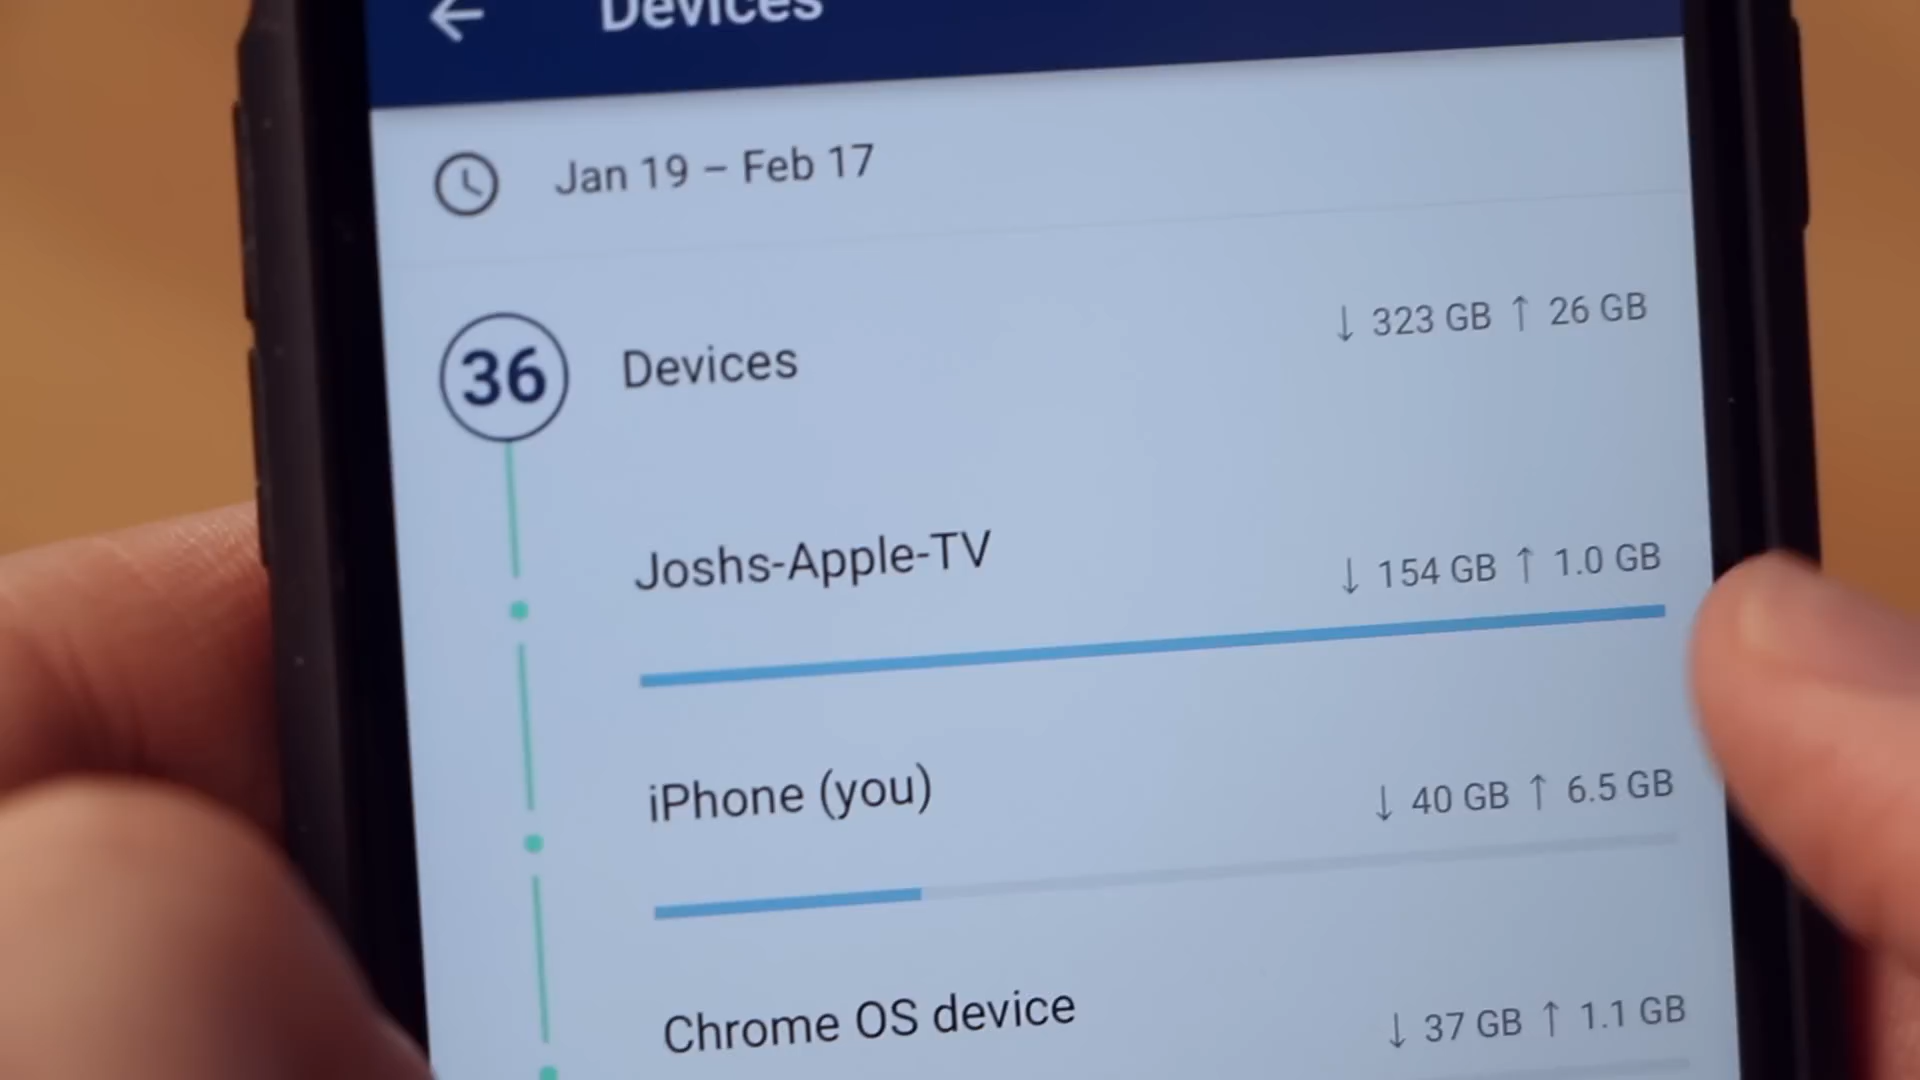 Devices
Jan 19 – Feb 17
36 Devices ↓ 323 GB ↑ 26 GB
Joshs-Apple-TV ↓ 154 GB ↑ 1.0 GB
iPhone (you) ↓ 40 GB ↑ 6.5 GB
Chrome OS device ↓ 37 GB ↑ 1.1 GB